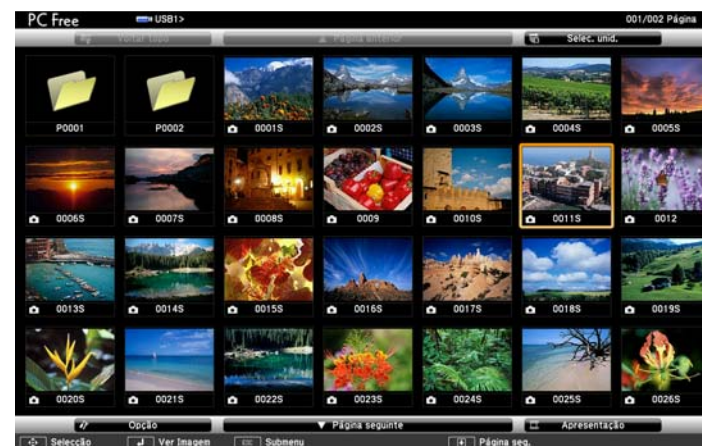 PC Free USB1> 001/002 Página
Voltar topo ▲ Página anterior Selec. unid.
P0001 P0002 0001S 0002S 0003S 0004S 0005S
0006S 0007S 0008S 0009 0010S 0011S 0012
0013S 0014S 0015S 0016S 0017S 0018S 0019S
0020S 0021S 0022S 0023S 0024S 0025S 0026S
Opção ▼ Página seguinte Apresentação
Selecção Ver Imagem Esc Submenu Página seg.